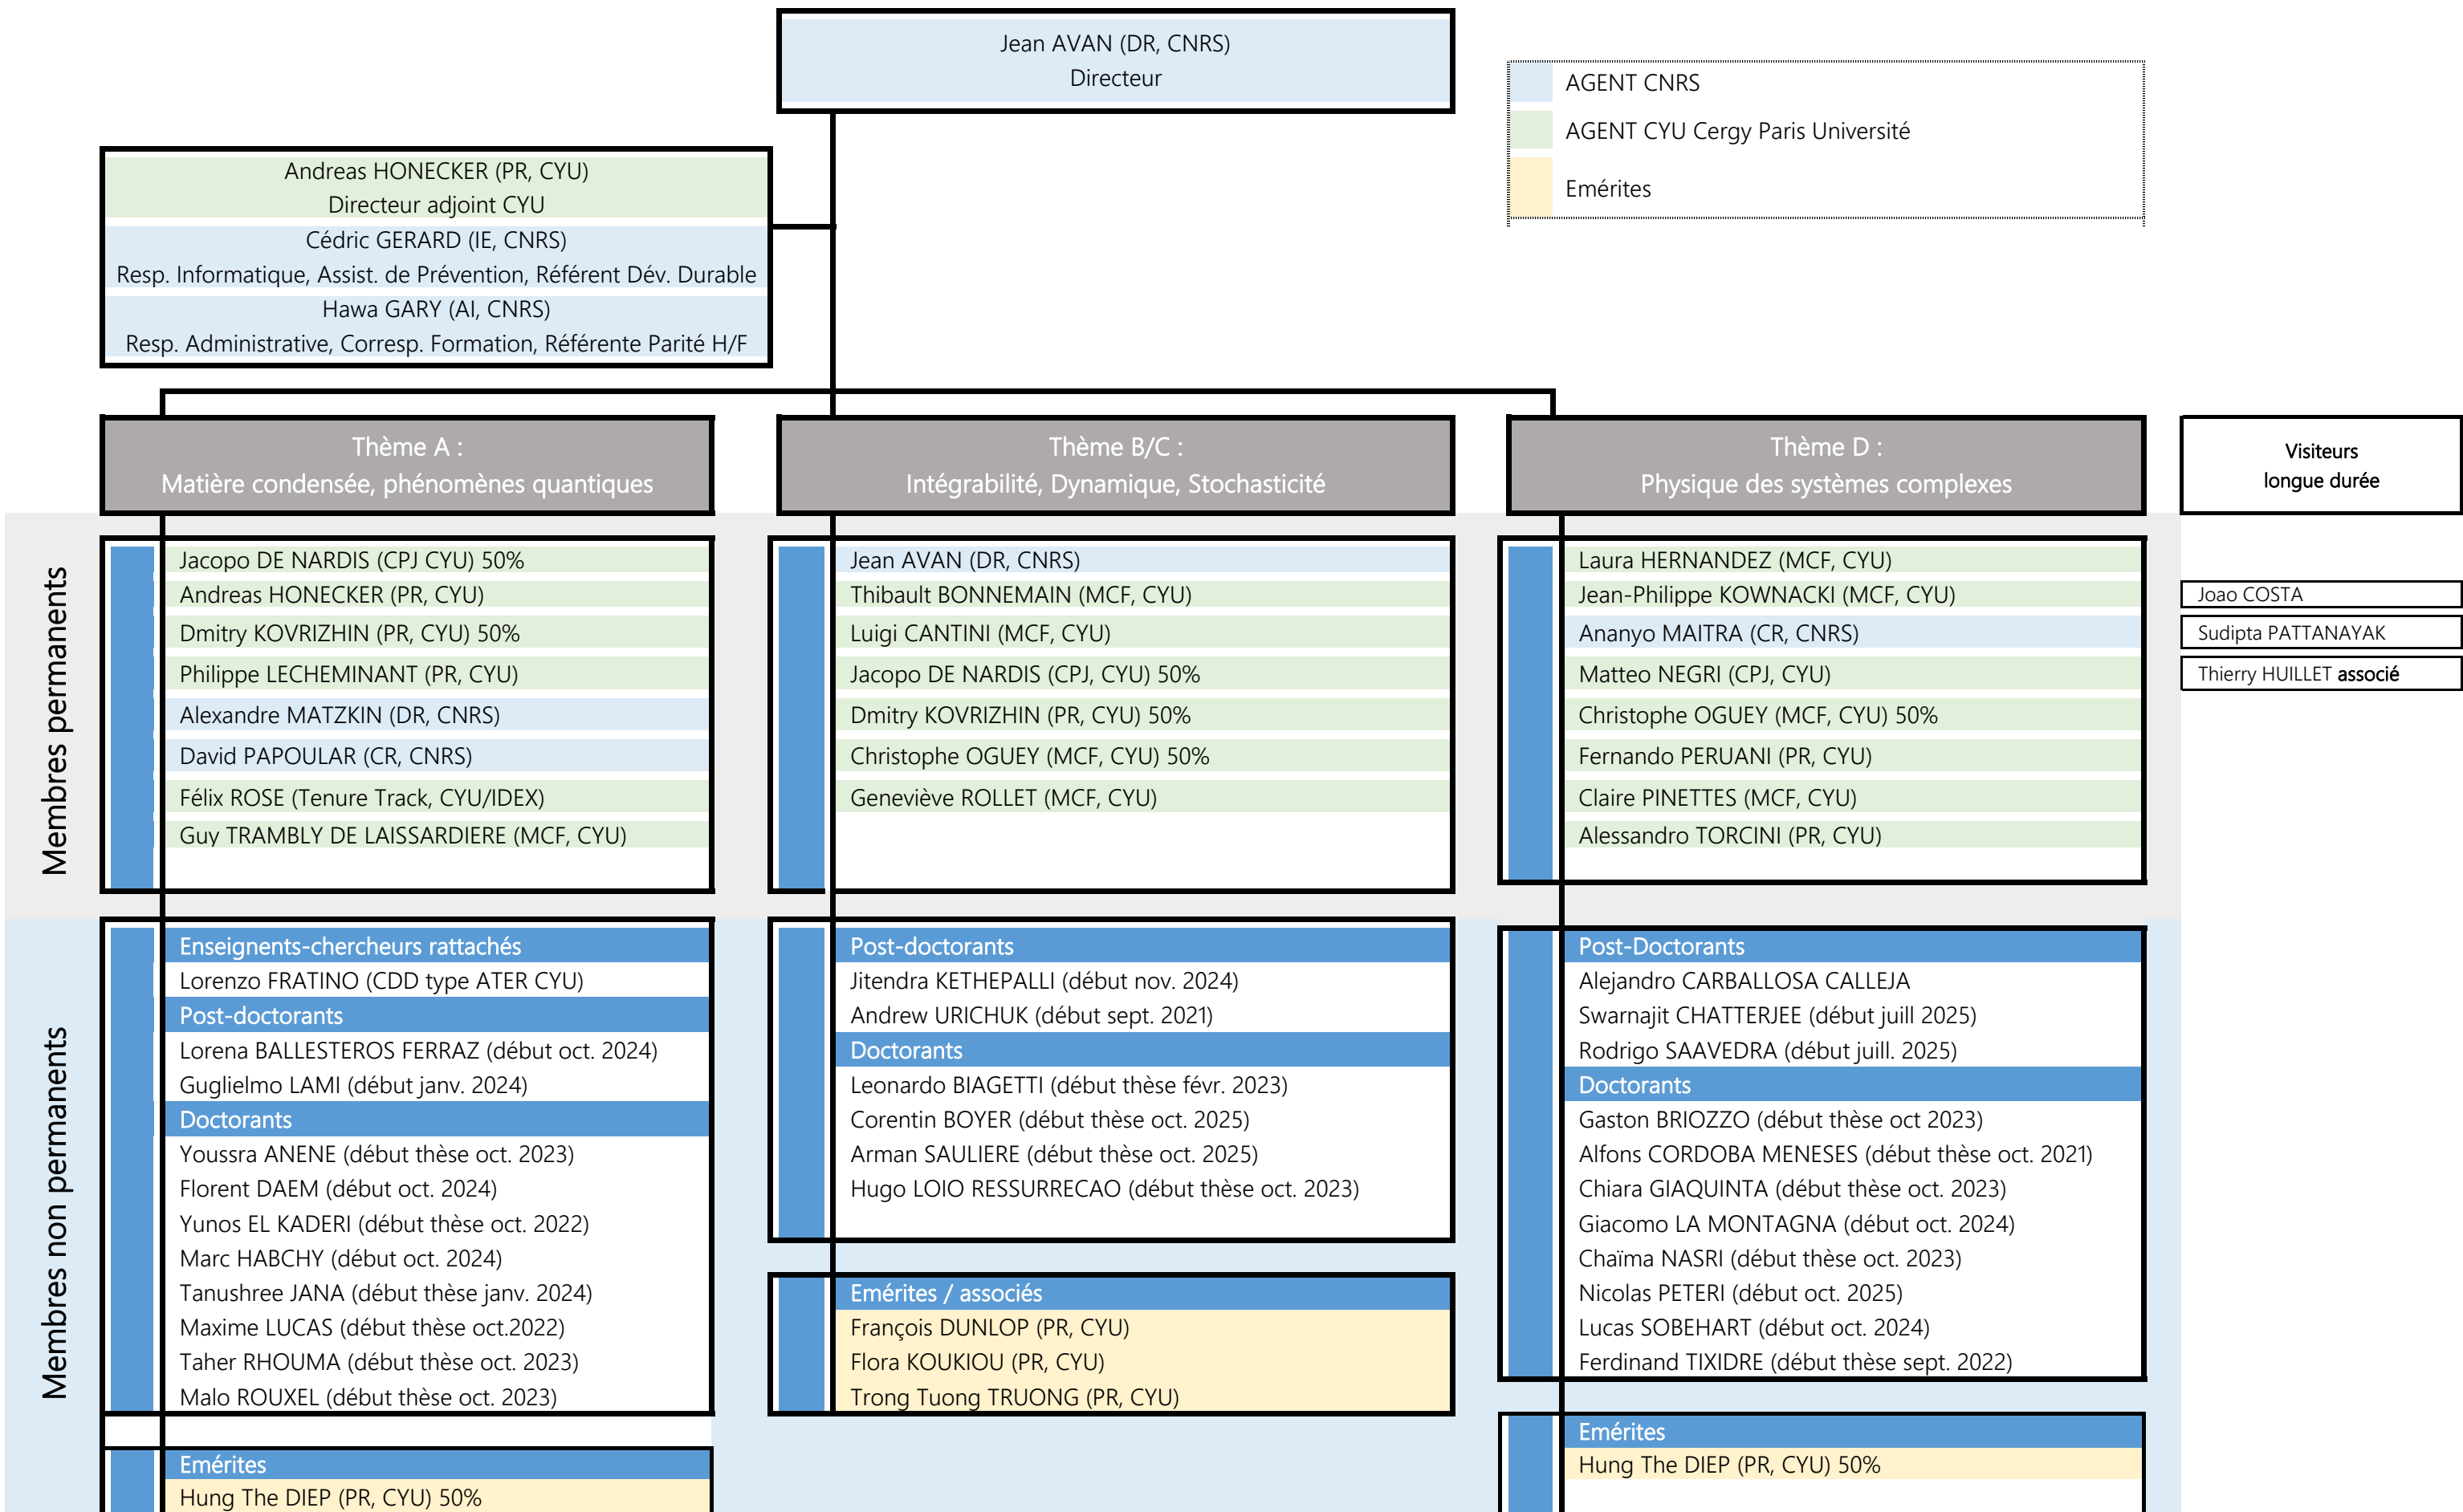 Jean AVAN (DR, CNRS)
Directeur
AGENT CNRS
AGENT CYU Cergy Paris Université
Emérites
Andreas HONECKER (PR, CYU)
Directeur adjoint CYU
Cédric GERARD (IE, CNRS)
Resp. Informatique, Assist. de Prévention, Référent Dév. Durable
Hawa GARY (AI, CNRS)
Resp. Administrative, Corresp. Formation, Référente Parité H/F
Thème A :
Matière condensée, phénomènes quantiques
Thème B/C :
Intégrabilité, Dynamique, Stochasticité
Thème D :
Physique des systèmes complexes
Visiteurs
longue durée
Membres permanents
Jacopo DE NARDIS (CPJ CYU) 50%
Andreas HONECKER (PR, CYU)
Dmitry KOVRIZHIN (PR, CYU) 50%
Philippe LECHEMINANT (PR, CYU)
Alexandre MATZKIN (DR, CNRS)
David PAPOULAR (CR, CNRS)
Félix ROSE (Tenure Track, CYU/IDEX)
Guy TRAMBLY DE LAISSARDIERE (MCF, CYU)
Jean AVAN (DR, CNRS)
Thibault BONNEMAIN (MCF, CYU)
Luigi CANTINI (MCF, CYU)
Jacopo DE NARDIS (CPJ, CYU) 50%
Dmitry KOVRIZHIN (PR, CYU) 50%
Christophe OGUEY (MCF, CYU) 50%
Geneviève ROLLET (MCF, CYU)
Laura HERNANDEZ (MCF, CYU)
Jean-Philippe KOWNACKI (MCF, CYU)
Ananyo MAITRA (CR, CNRS)
Matteo NEGRI (CPJ, CYU)
Christophe OGUEY (MCF, CYU) 50%
Fernando PERUANI (PR, CYU)
Claire PINETTES (MCF, CYU)
Alessandro TORCINI (PR, CYU)
Joao COSTA
Sudipta PATTANAYAK
Thierry HUILLET associé
Membres non permanents
Enseignents-chercheurs rattachés
Lorenzo FRATINO (CDD type ATER CYU)
Post-doctorants
Lorena BALLESTEROS FERRAZ (début oct. 2024)
Guglielmo LAMI (début janv. 2024)
Doctorants
Youssra ANENE (début thèse oct. 2023)
Florent DAEM (début oct. 2024)
Yunos EL KADERI (début thèse oct. 2022)
Marc HABCHY (début oct. 2024)
Tanushree JANA (début thèse janv. 2024)
Maxime LUCAS (début thèse oct.2022)
Taher RHOUMA (début thèse oct. 2023)
Malo ROUXEL (début thèse oct. 2023)
Emérites
Hung The DIEP (PR, CYU) 50%
Post-doctorants
Jitendra KETHEPALLI (début nov. 2024)
Andrew URICHUK (début sept. 2021)
Doctorants
Leonardo BIAGETTI (début thèse févr. 2023)
Corentin BOYER (début thèse oct. 2025)
Arman SAULIERE (début thèse oct. 2025)
Hugo LOIO RESSURRECAO (début thèse oct. 2023)
Emérites / associés
François DUNLOP (PR, CYU)
Flora KOUKIOU (PR, CYU)
Trong Tuong TRUONG (PR, CYU)
Post-Doctorants
Alejandro CARBALLOSA CALLEJA
Swarnajit CHATTERJEE (début juill 2025)
Rodrigo SAAVEDRA (début juill. 2025)
Doctorants
Gaston BRIOZZO (début thèse oct 2023)
Alfons CORDOBA MENESES (début thèse oct. 2021)
Chiara GIAQUINTA (début thèse oct. 2023)
Giacomo LA MONTAGNA (début oct. 2024)
Chaïma NASRI (début thèse oct. 2023)
Nicolas PETERI (début oct. 2025)
Lucas SOBEHART (début oct. 2024)
Ferdinand TIXIDRE (début thèse sept. 2022)
Emérites
Hung The DIEP (PR, CYU) 50%